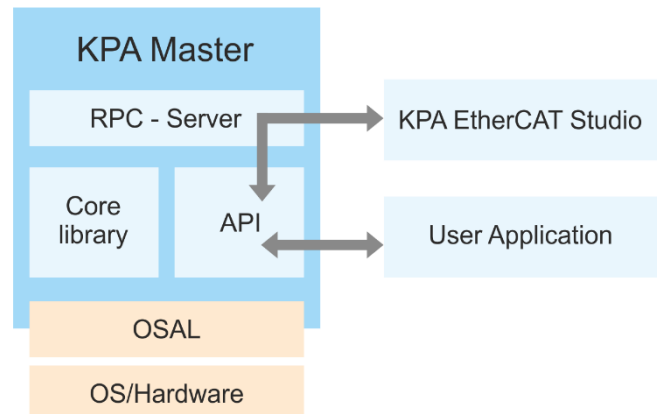 KPA Master
RPC - Server
KPA EtherCAT Studio
Core
library
API
User Application
OSAL
OS/Hardware